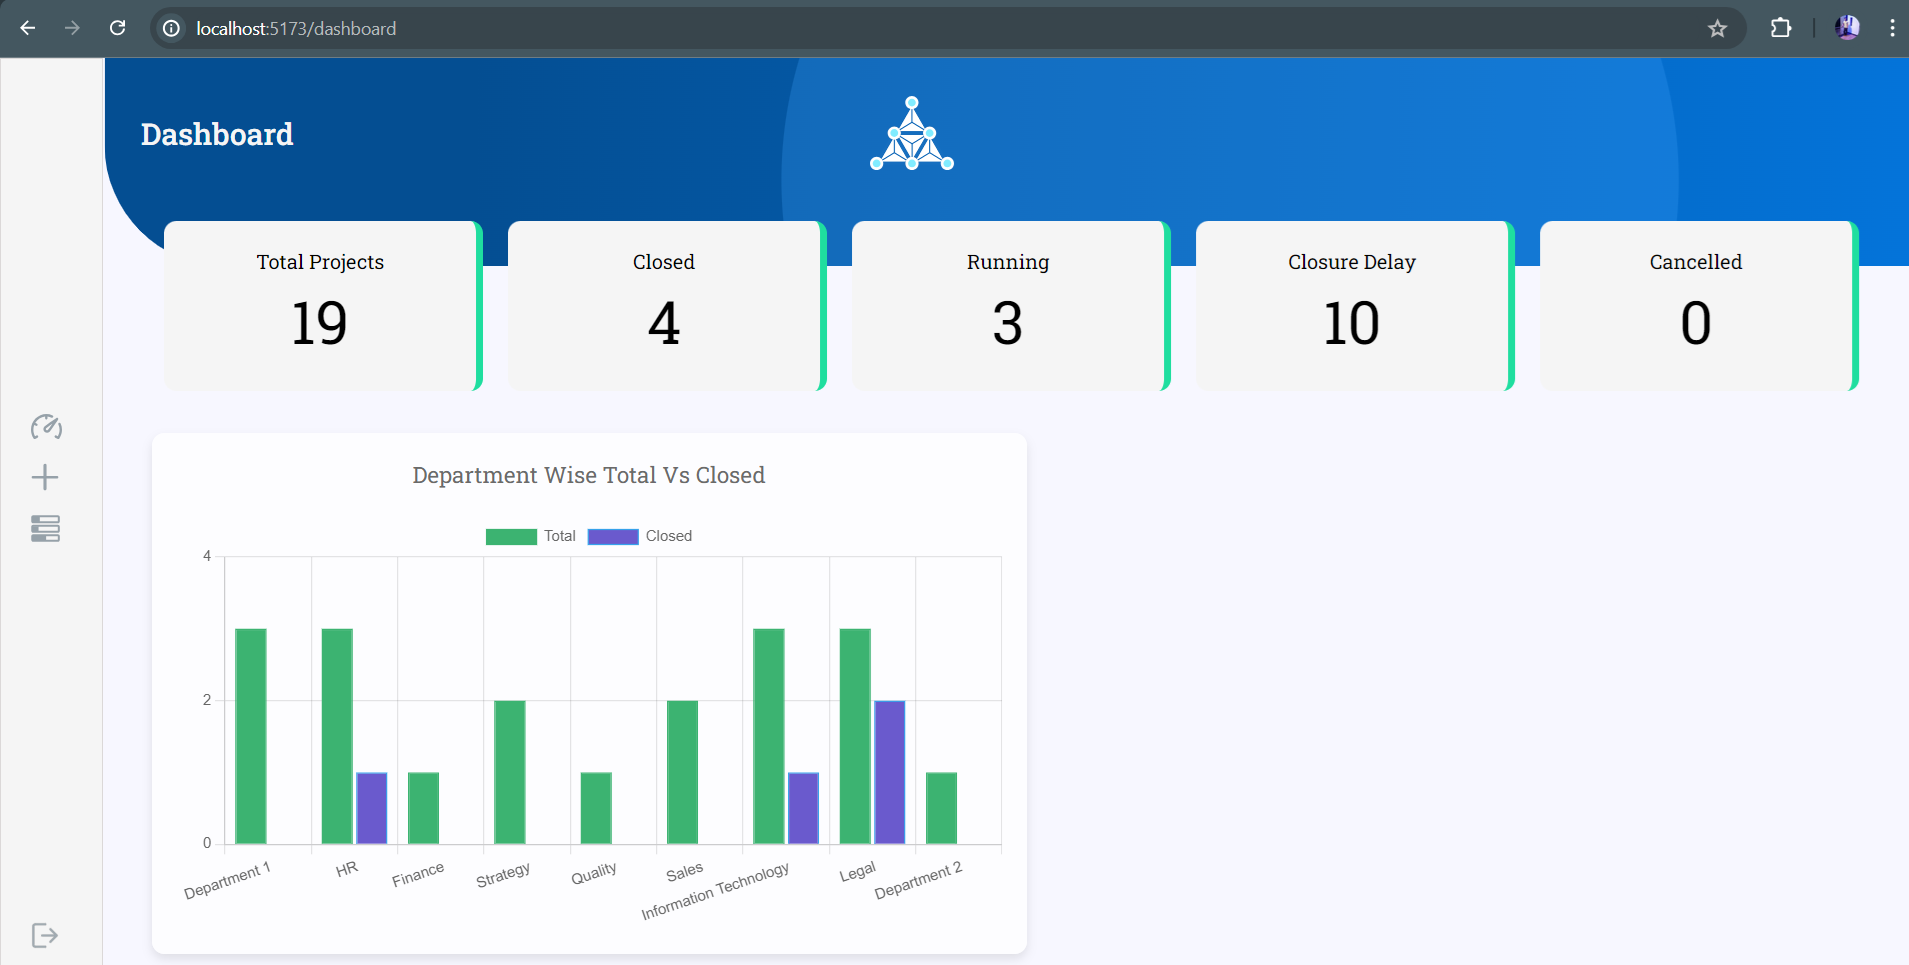 localhost:5173/dashboard
Dashboard
Total Projects
19
Closed
4
Running
3
Closure Delay
10
Cancelled
0
Department Wise Total Vs Closed
Total
Closed
4
2
0
Department 1
HR
Finance
Strategy
Quality
Sales
Information Technology
Legal
Department 2